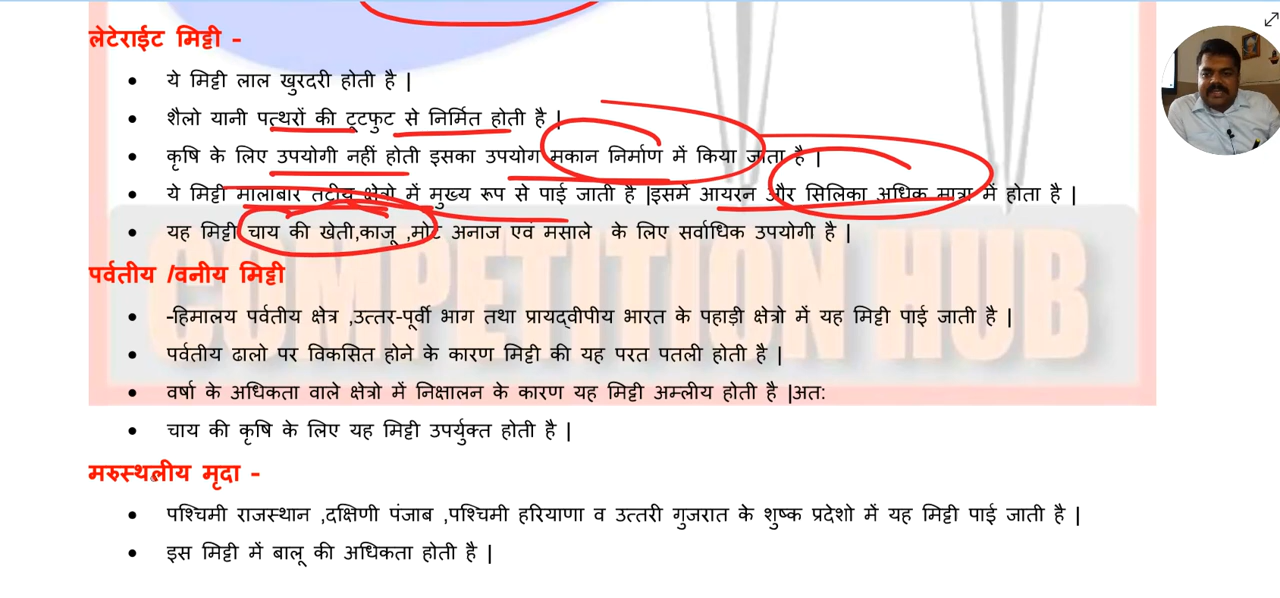 लेटेराईट मिट्टी -
• ये मिट्टी लाल खुरदरी होती है |
• शैलो यानी पत्थरों की टूटफुट से निर्मित होती है |
• कृषि के लिए उपयोगी नहीं होती इसका उपयोग मकान निर्माण में किया जाता है |
• ये मिट्टी मालाबार तटीय क्षेत्रो में मुख्य रूप से पाई जाती है |इसमें आयरन और सिलिका अधिक मात्रा में होता है |
• यह मिट्टी चाय की खेती,काजू ,मोट अनाज एवं मसाले के लिए सर्वाधिक उपयोगी है |
पर्वतीय /वनीय मिट्टी
• -हिमालय पर्वतीय क्षेत्र ,उत्तर-पूर्वी भाग तथा प्रायद्वीपीय भारत के पहाड़ी क्षेत्रो में यह मिट्टी पाई जाती है |
• पर्वतीय ढालो पर विकसित होने के कारण मिट्टी की यह परत पतली होती है |
• वर्षा के अधिकता वाले क्षेत्रो में निक्षालन के कारण यह मिट्टी अम्लीय होती है |अत:
• चाय की कृषि के लिए यह मिट्टी उपर्युक्त होती है |
मरुस्थलीय मृदा -
• पश्चिमी राजस्थान ,दक्षिणी पंजाब ,पश्चिमी हरियाणा व उत्तरी गुजरात के शुष्क प्रदेशो में यह मिट्टी पाई जाती है |
• इस मिट्टी में बालू की अधिकता होती है |
COMPETITION HUB